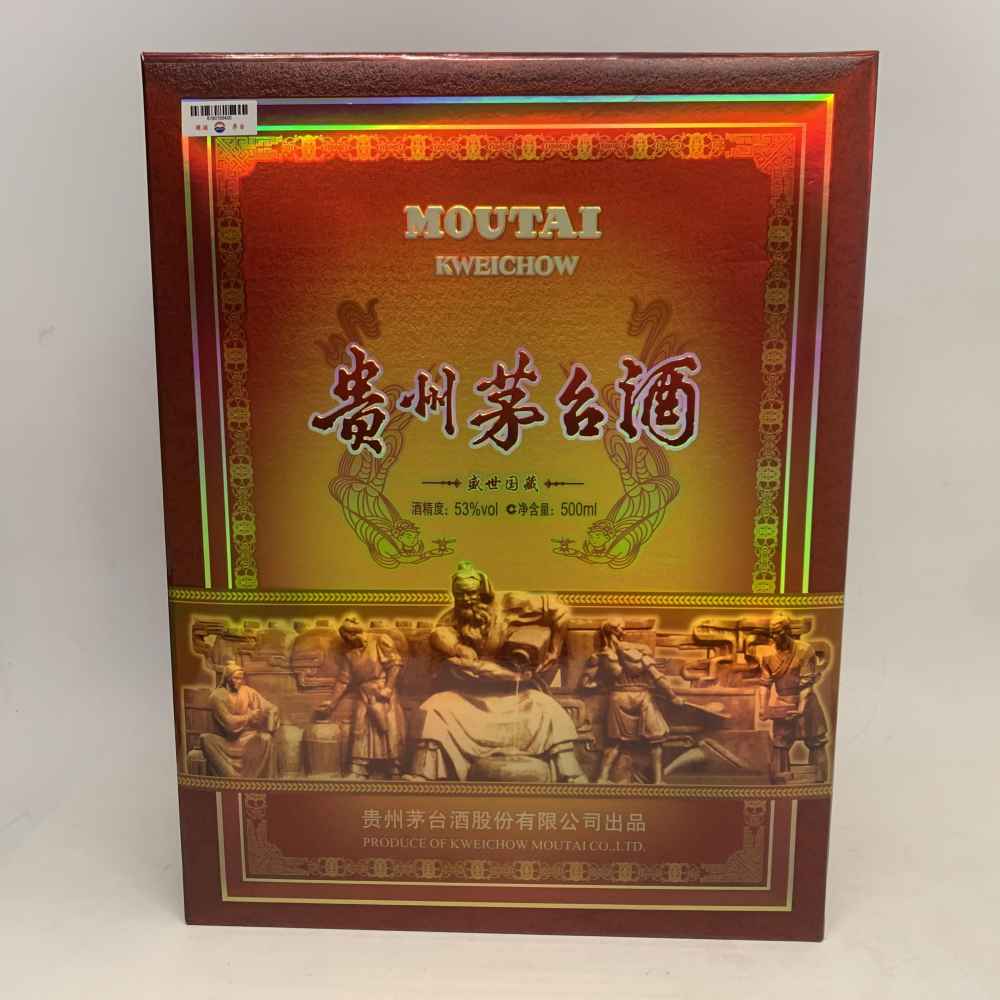 MOUTAI
KWEICHOW
贵州茅台酒
盛世国藏
酒精度：53%vol 净含量：500ml
贵州茅台酒股份有限公司出品
PRODUCE OF KWEICHOW MOUTAI CO.,LTD.